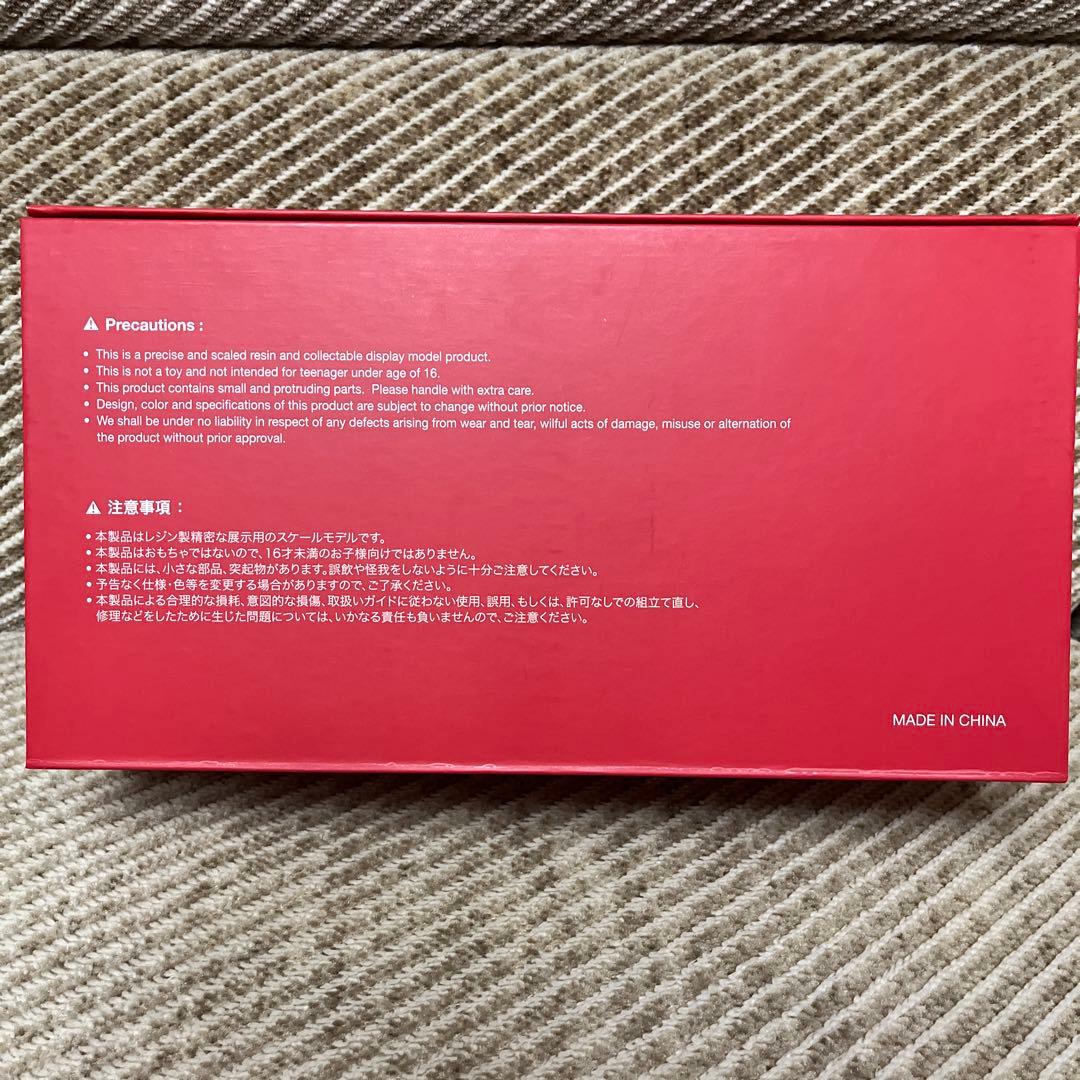 ⚠ Precautions :
• This is a precise and scaled resin and collectable display model product.
• This is not a toy and not intended for teenager under age of 16.
• This product contains small and protruding parts. Please handle with extra care.
• Design, color and specifications of this product are subject to change without prior notice.
• We shall be under no liability in respect of any defects arising from wear and tear, wilful acts of damage, misuse or alternation of
the product without prior approval.
⚠ 注意事項 :
• 本製品はレジン製精密な展示用のスケールモデルです。
• 本製品はおもちゃではないので、16才未満のお子様向けではありません。
• 本製品には、小さな部品、突起物があります。誤飲や怪我をしないように十分ご注意してください。
• 予告なく仕様・色等を変更する場合がありますので、ご了承ください。
• 本製品による合理的な損耗、意図的な損傷、取扱いガイドに従わない使用、誤用、もしくは、許可なしでの組立て直し、
修理などをしたために生じた問題については、いかなる責任も負いませんので、ご注意ください。
MADE IN CHINA